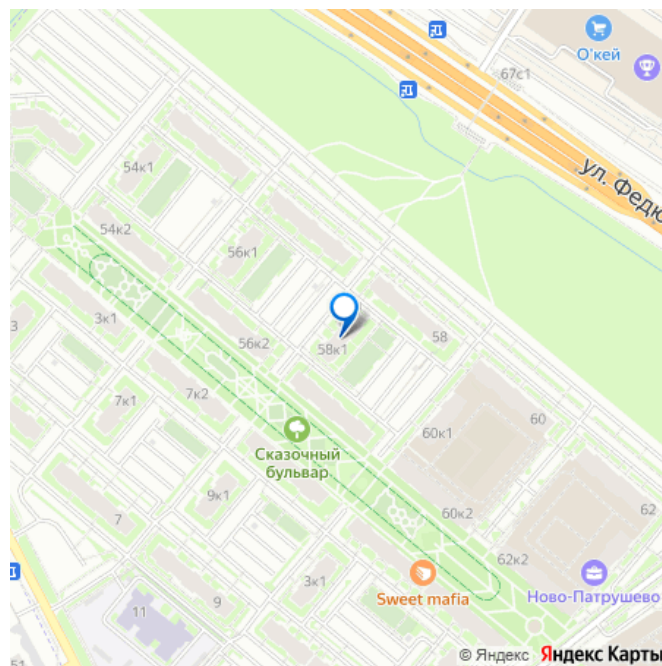 О'кей
67с1
ул. Федю
54к1
54к2
56к1
3к1
3
56к2
58
58к1
7к2
7к1
Сказочный
бульвар
60
60к1
9к1
60к2
62
7
62к2
3к1
Ново-Патрушево
Sweet mafia
9
11
51
© Яндекс Яндекс Карты